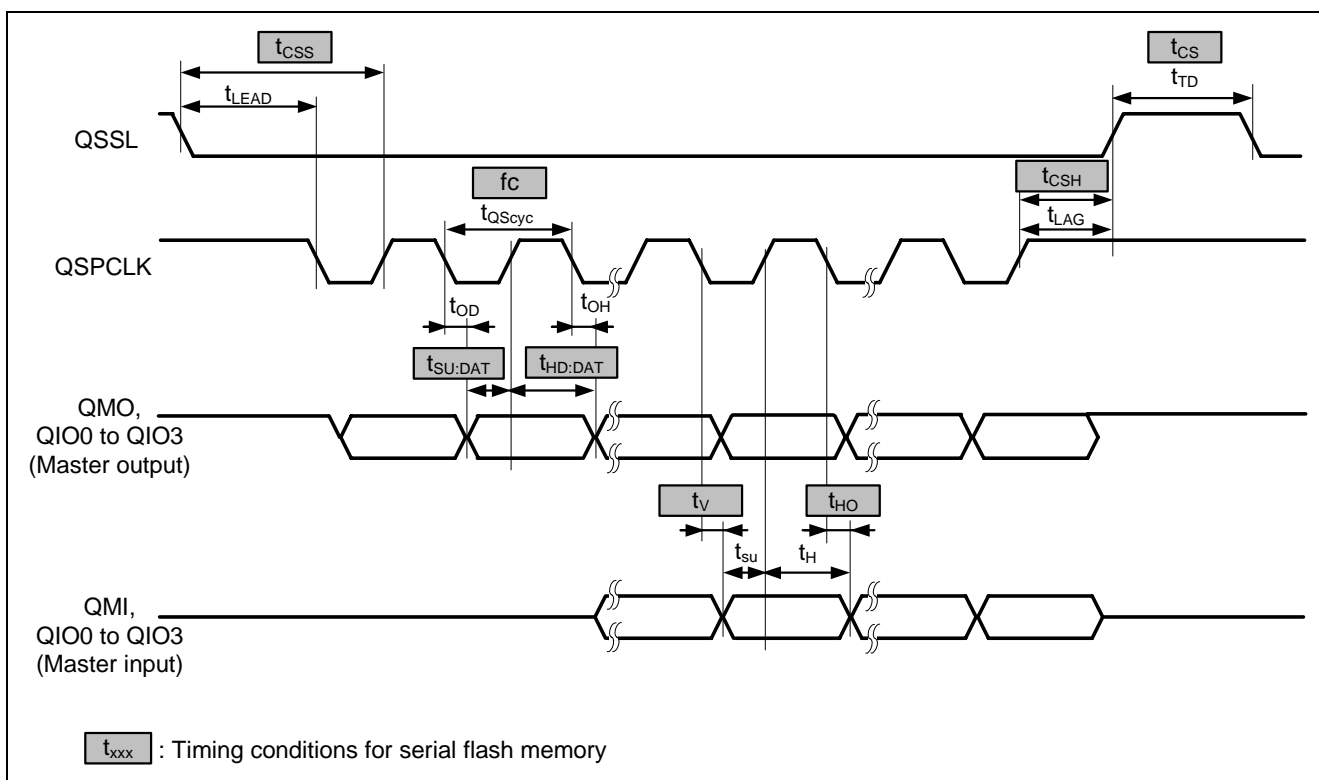 tCSS
tCS
tLEAD
tTD
QSSL
fc
tCSH
tQScyc
tLAG
QSPCLK
tOD
tOH
tSU:DAT
tHD:DAT
QMO,
QIO0 to QIO3
(Master output)
tV
tHO
tsu
tH
QMI,
QIO0 to QIO3
(Master input)
txxx : Timing conditions for serial flash memory